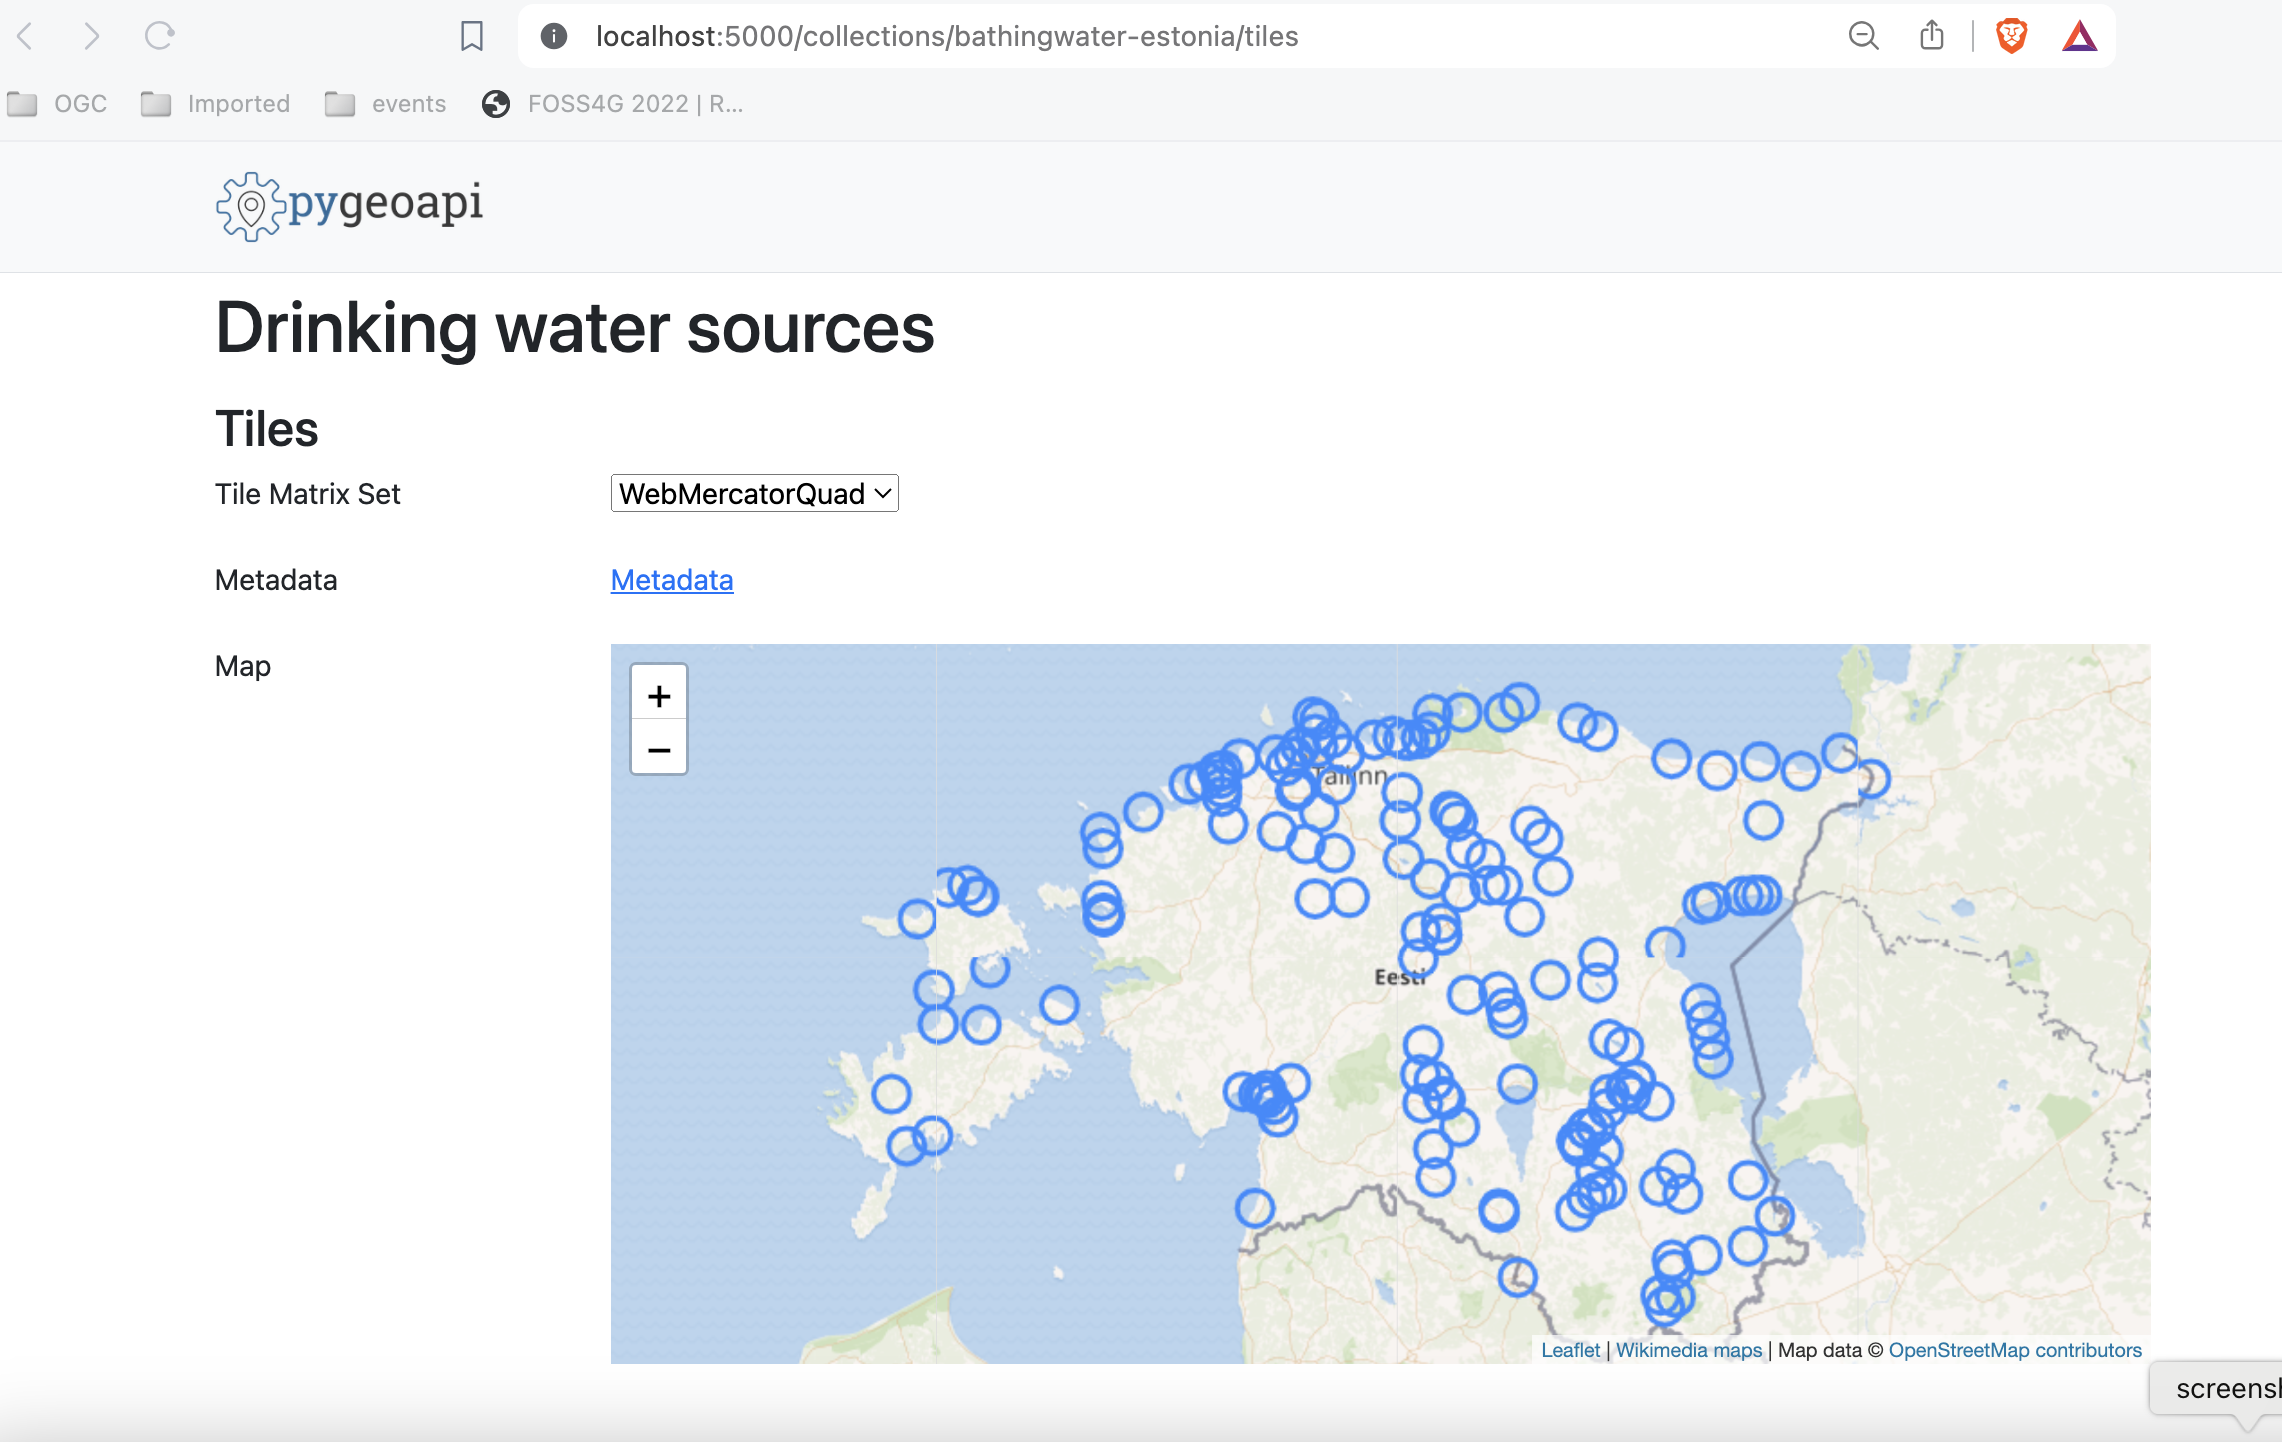 localhost:5000/collections/bathingwater-estonia/tiles
OGC Imported events FOSS4G 2022 | R...
pygeoapi
Drinking water sources
Tiles
Tile Matrix Set WebMercatorQuad
Metadata Metadata
Map
+
−
Tallinn
Eesti
Leaflet | Wikimedia maps | Map data © OpenStreetMap contributors
screensh